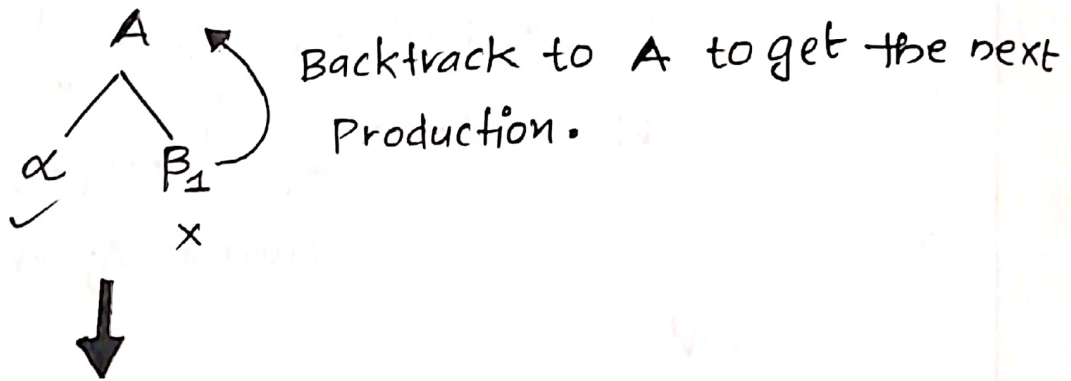 A
Backtrack to A to get the next
Production.
α β1
✓
×